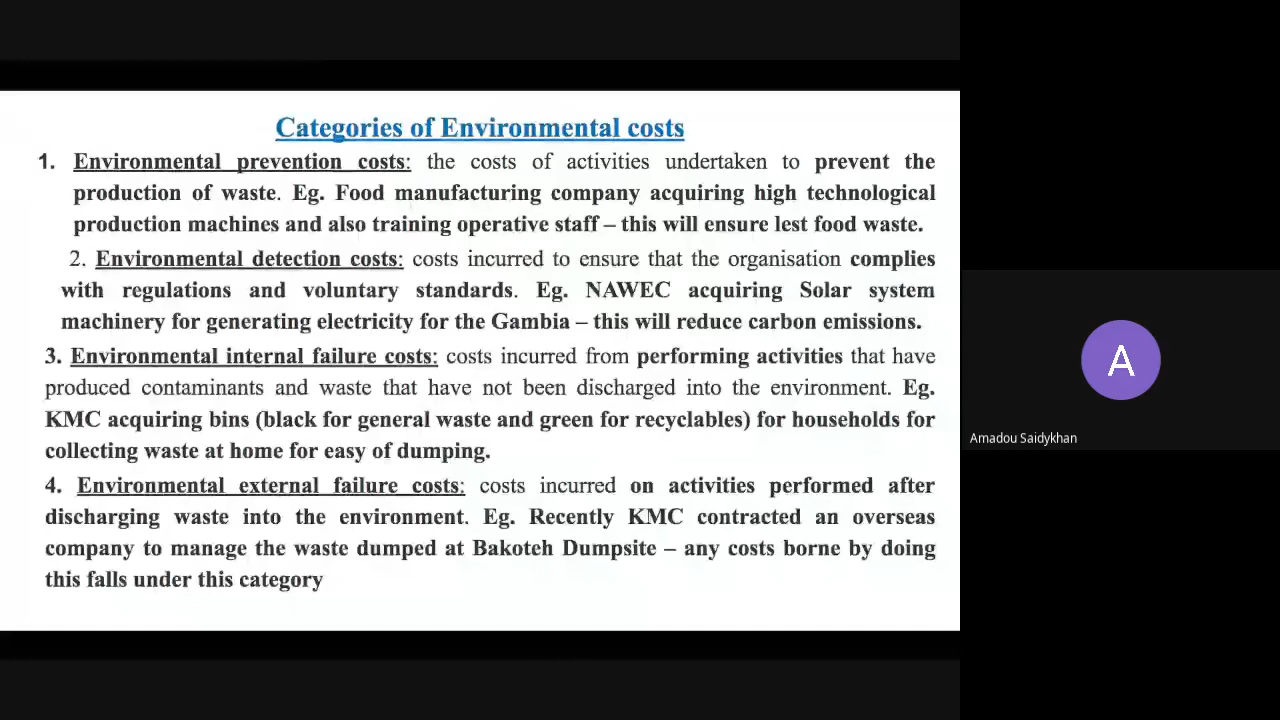 Categories of Environmental costs
1. Environmental prevention costs: the costs of activities undertaken to prevent the
production of waste. Eg. Food manufacturing company acquiring high technological
production machines and also training operative staff – this will ensure lest food waste.
2. Environmental detection costs: costs incurred to ensure that the organisation complies
with regulations and voluntary standards. Eg. NAWEC acquiring Solar system
machinery for generating electricity for the Gambia – this will reduce carbon emissions.
3. Environmental internal failure costs: costs incurred from performing activities that have
produced contaminants and waste that have not been discharged into the environment. Eg.
KMC acquiring bins (black for general waste and green for recyclables) for households for
collecting waste at home for easy of dumping.
4. Environmental external failure costs: costs incurred on activities performed after
discharging waste into the environment. Eg. Recently KMC contracted an overseas
company to manage the waste dumped at Bakoteh Dumpsite – any costs borne by doing
this falls under this category
A
Amadou Saidykhan